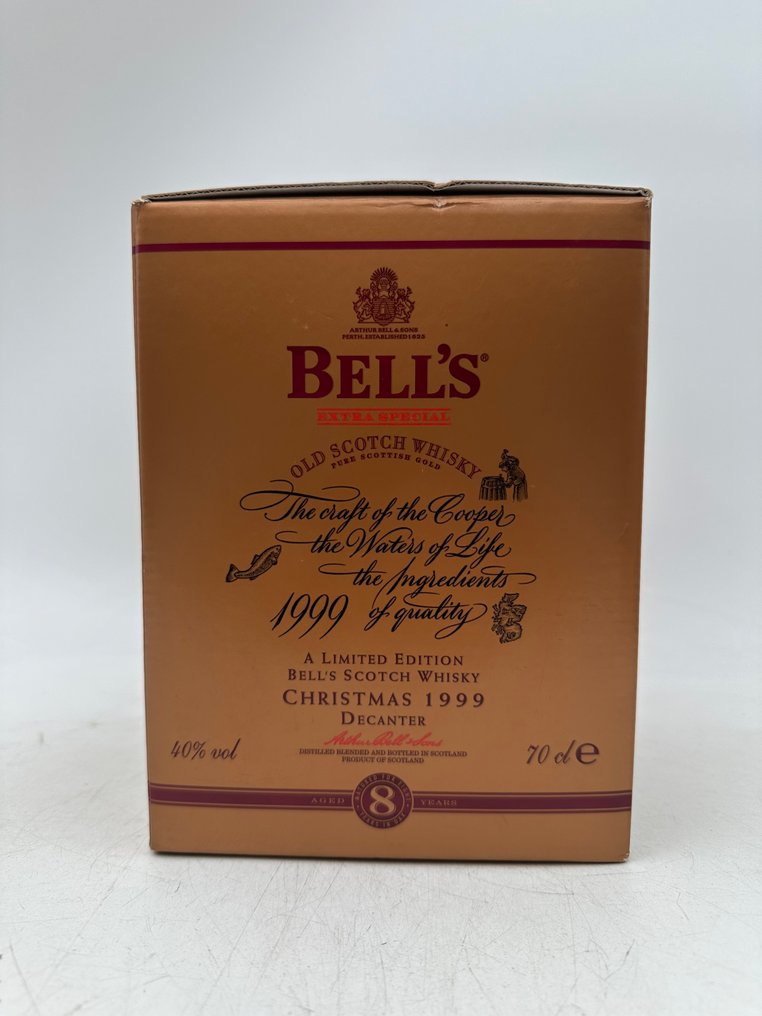 ARTHUR BELL & SONS
PERTH, ESTABLISHED 1825
BELL'S®
EXTRA SPECIAL
OLD SCOTCH WHISKY
PURE SCOTTISH GOLD
The craft of the Cooper
the Waters of Life
the Ingredients
1999 of quality
A LIMITED EDITION
BELL'S SCOTCH WHISKY
CHRISTMAS 1999
DECANTER
Arthur Bell & Sons
40% vol
DISTILLED BLENDED AND BOTTLED IN SCOTLAND
PRODUCT OF SCOTLAND
70 cl e
AGED 8 YEARS